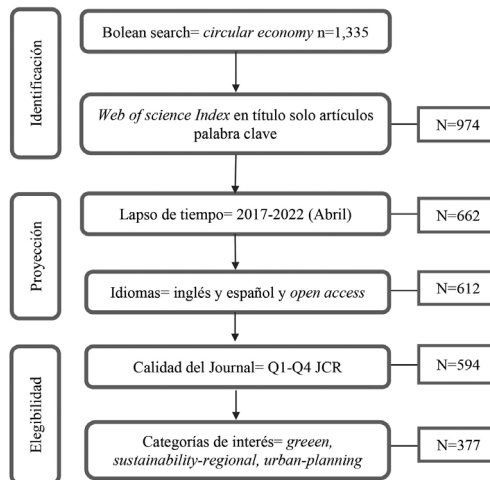 Identificación
Bolean search= circular economy n=1,335
Web of science Index en título solo artículos
palabra clave
N=974
Proyección
Lapso de tiempo= 2017-2022 (Abril)
N=662
Idiomas= inglés y español y open access
N=612
Elegibilidad
Calidad del Journal= Q1-Q4 JCR
N=594
Categorías de interés= greeen,
sustainability-regional, urban-planning
N=377